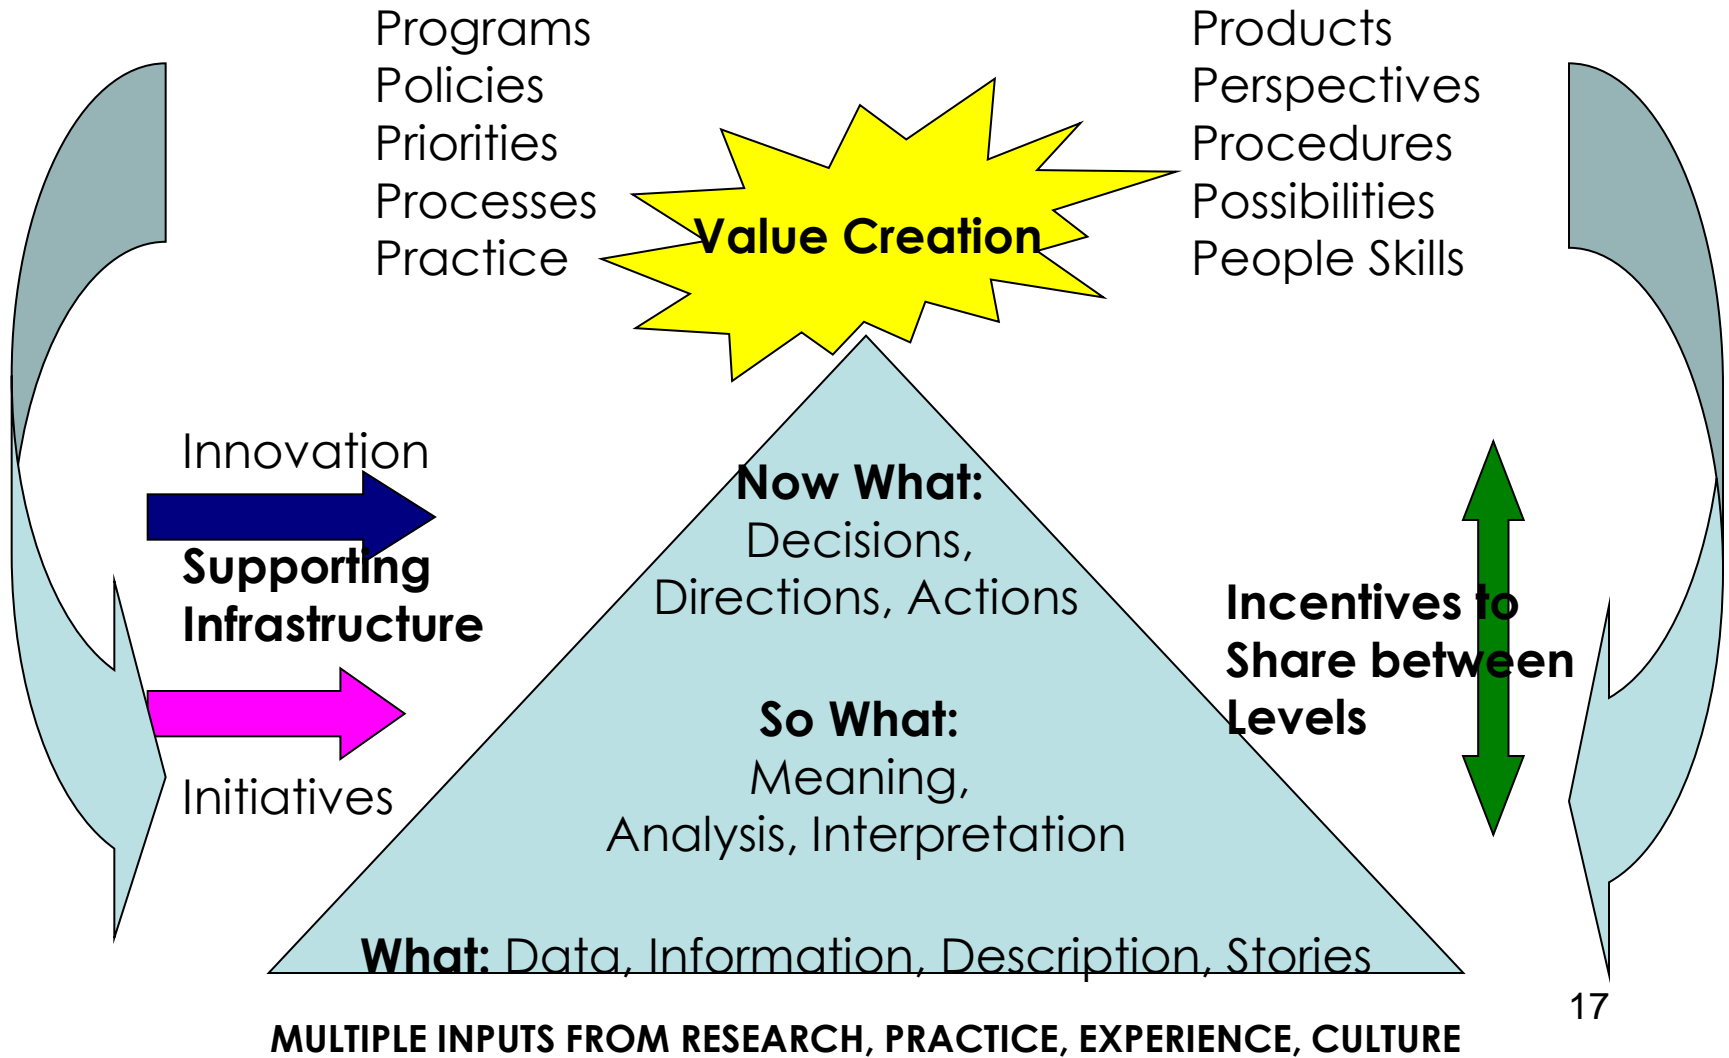 Programs
Policies
Priorities
Processes
Practice
Products
Perspectives
Procedures
Possibilities
People Skills
Value Creation
Innovation
Supporting
Infrastructure
Initiatives
Now What:
Decisions,
Directions, Actions
So What:
Meaning,
Analysis, Interpretation
What: Data, Information, Description, Stories
Incentives to
Share between
Levels
17
MULTIPLE INPUTS FROM RESEARCH, PRACTICE, EXPERIENCE, CULTURE